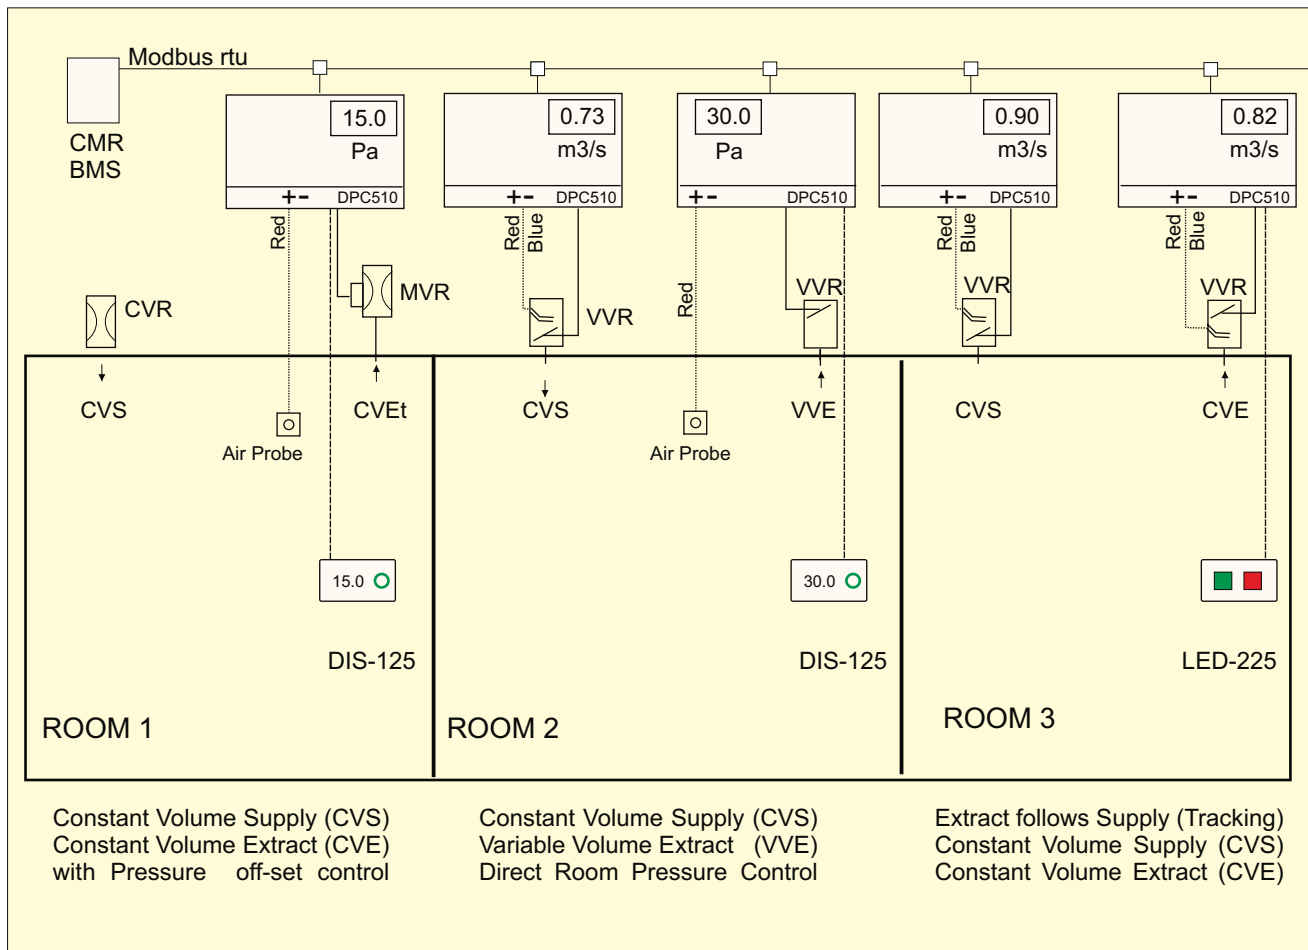 Modbus rtu
CMR
BMS
15.0
Pa
+ - DPC510
0.73
m3/s
+ - DPC510
30.0
Pa
+ - DPC510
0.90
m3/s
+ - DPC510
0.82
m3/s
+ - DPC510
Red
Red
Blue
Red
Red
Blue
Red
Blue
CVR
MVR
VVR
VVR
VVR
VVR
CVS
CVEt
CVS
VVE
CVS
CVE
Air Probe
Air Probe
15.0
30.0
DIS-125
DIS-125
LED-225
ROOM 1
ROOM 2
ROOM 3
Constant Volume Supply (CVS)
Constant Volume Extract (CVE)
with Pressure off-set control
Constant Volume Supply (CVS)
Variable Volume Extract (VVE)
Direct Room Pressure Control
Extract follows Supply (Tracking)
Constant Volume Supply (CVS)
Constant Volume Extract (CVE)